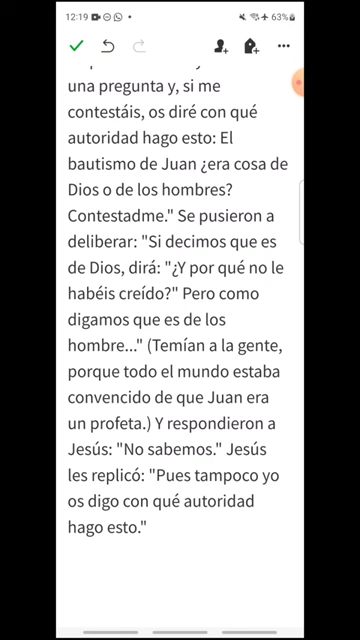 12:19
63%
una pregunta y, si me
contestáis, os diré con qué
autoridad hago esto: El
bautismo de Juan ¿era cosa de
Dios o de los hombres?
Contestadme." Se pusieron a
deliberar: "Si decimos que es
de Dios, dirá: "¿Y por qué no le
habéis creído?" Pero como
digamos que es de los
hombre..." (Temían a la gente,
porque todo el mundo estaba
convencido de que Juan era
un profeta.) Y respondieron a
Jesús: "No sabemos." Jesús
les replicó: "Pues tampoco yo
os digo con qué autoridad
hago esto."